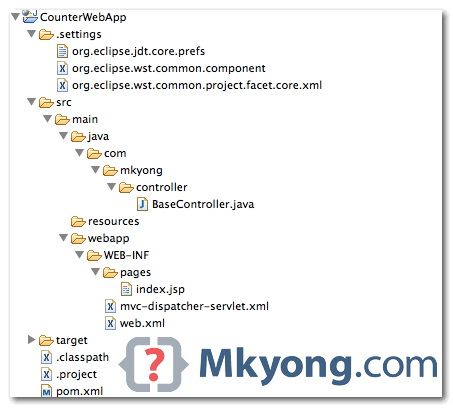 CounterWebApp
.settings
org.eclipse.jdt.core.prefs
org.eclipse.wst.common.component
org.eclipse.wst.common.project.facet.core.xml
src
main
java
com
mkyong
controller
BaseController.java
resources
webapp
WEB-INF
pages
index.jsp
mvc-dispatcher-servlet.xml
web.xml
target
.classpath
.project
pom.xml
{?} Mkyong.com